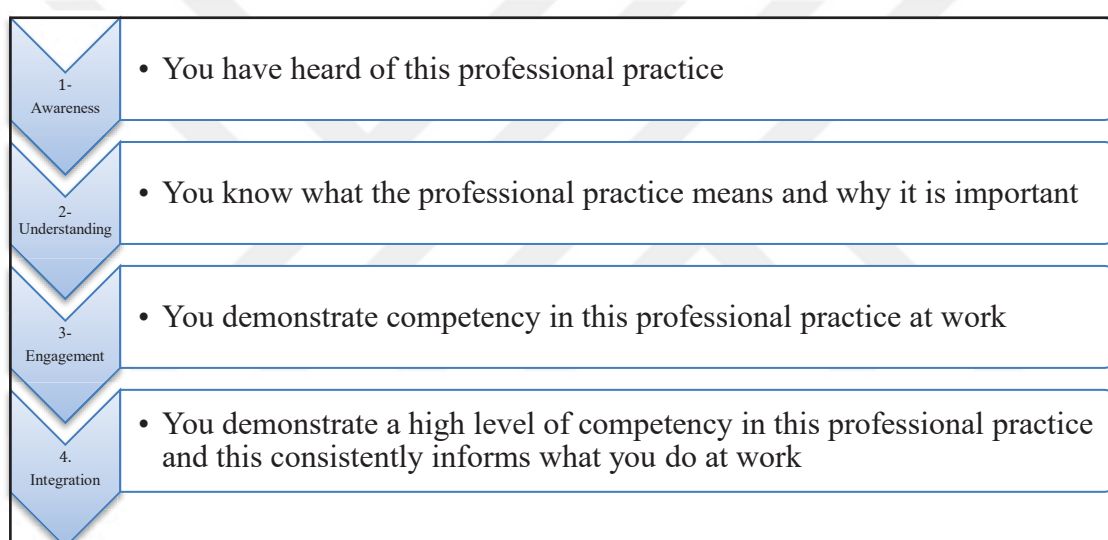 1-
Awareness
• You have heard of this professional practice
2-
Understanding
• You know what the professional practice means and why it is important
3-
Engagement
• You demonstrate competency in this professional practice at work
4.
Integration
• You demonstrate a high level of competency in this professional practice
and this consistently informs what you do at work